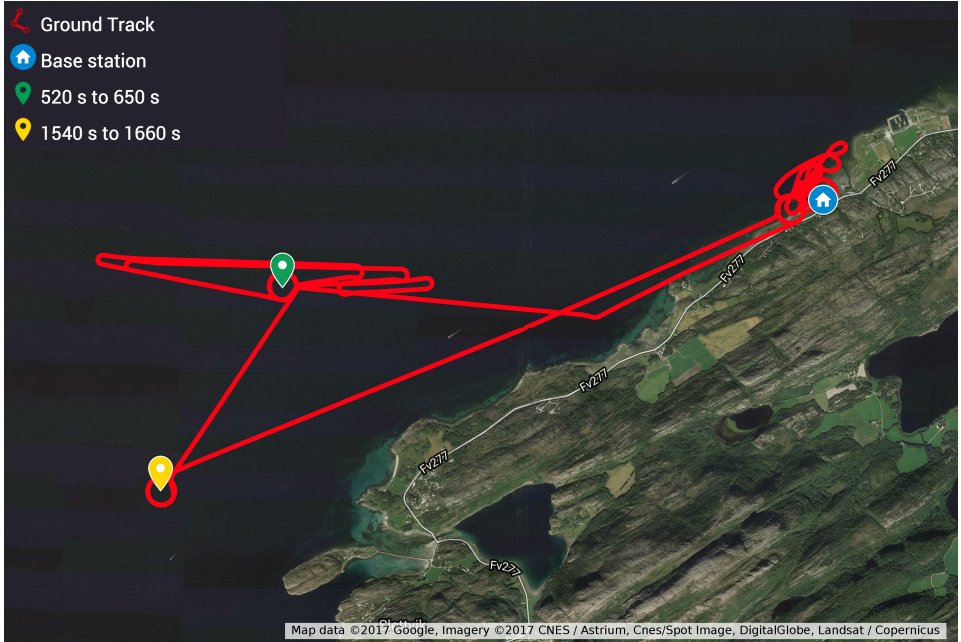 Ground Track
Base station
520 s to 650 s
1540 s to 1660 s
Fv277
Fv277
Fv277
Fv277
Fv277
Map data ©2017 Google, Imagery ©2017 CNES / Astrium, Cnes/Spot Image, DigitalGlobe, Landsat / Copernicus